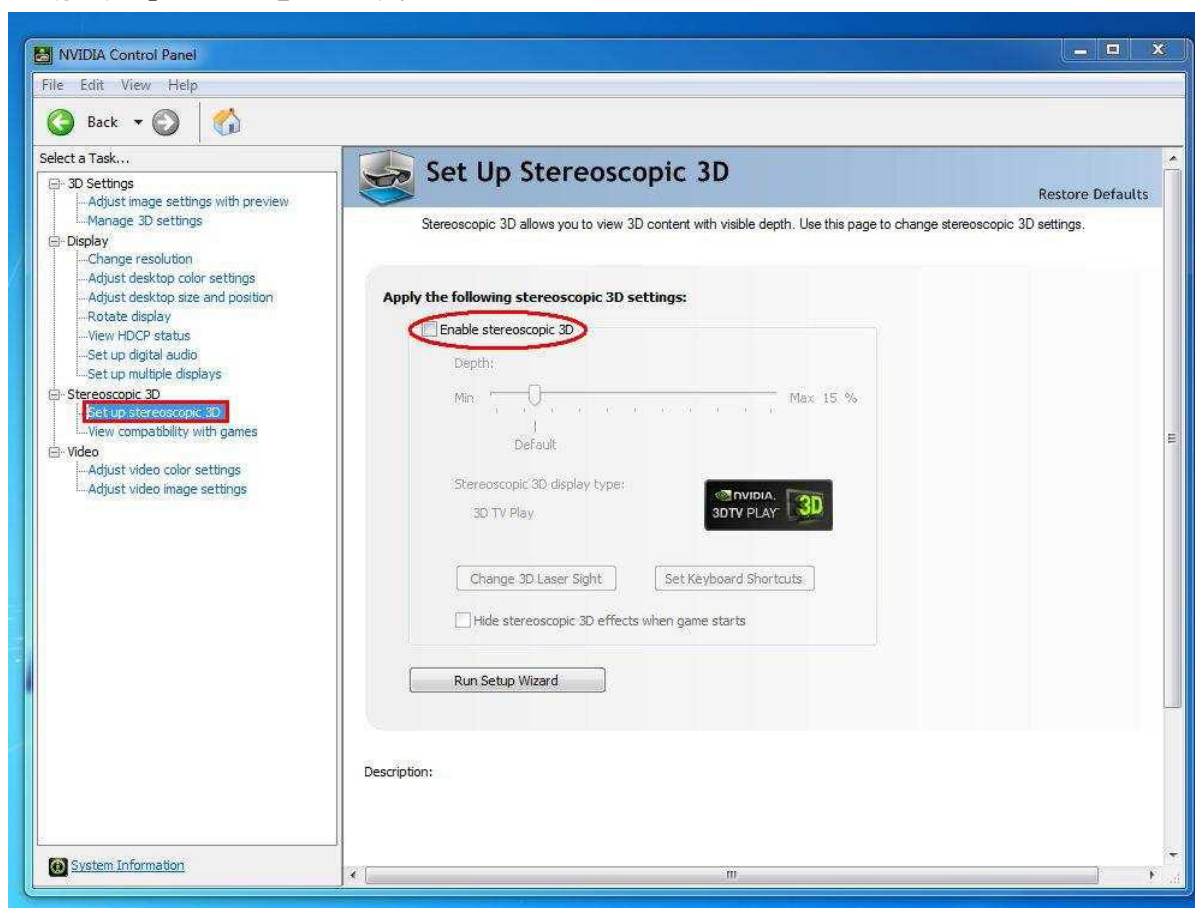 NVIDIA Control Panel
File Edit View Help
Back
Select a Task...
3D Settings
Adjust image settings with preview
Manage 3D settings
Display
Change resolution
Adjust desktop color settings
Adjust desktop size and position
Rotate display
View HDCP status
Set up digital audio
Set up multiple displays
Stereoscopic 3D
Set up stereoscopic 3D
View compatibility with games
Video
Adjust video color settings
Adjust video image settings
System Information
Set Up Stereoscopic 3D
Restore Defaults
Stereoscopic 3D allows you to view 3D content with visible depth. Use this page to change stereoscopic 3D settings.
Apply the following stereoscopic 3D settings:
Enable stereoscopic 3D
Depth:
Min Max 15 %
Default
Stereoscopic 3D display type:
3D TV Play
NVIDIA.
3DTV PLAY 3D
Change 3D Laser Sight Set Keyboard Shortcuts
Hide stereoscopic 3D effects when game starts
Run Setup Wizard
Description: